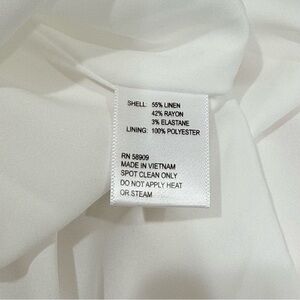 SHELL: 55% LINEN
42% RAYON
3% ELASTANE
LINING: 100% POLYESTER
RN 58909
MADE IN VIETNAM
SPOT CLEAN ONLY
DO NOT APPLY HEAT
OR STEAM